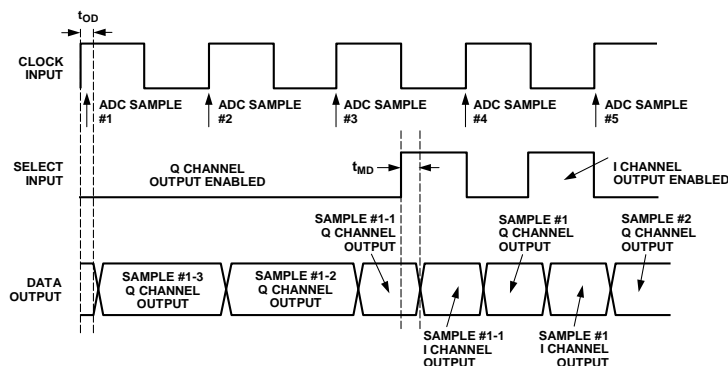 tOD
CLOCK
INPUT
ADC SAMPLE
#1
ADC SAMPLE
#2
ADC SAMPLE
#3
ADC SAMPLE
#4
ADC SAMPLE
#5
SELECT
INPUT
Q CHANNEL
OUTPUT ENABLED
tMD
I CHANNEL
OUTPUT ENABLED
SAMPLE #1-1
Q CHANNEL
OUTPUT
SAMPLE #1
Q CHANNEL
OUTPUT
SAMPLE #2
Q CHANNEL
OUTPUT
DATA
OUTPUT
SAMPLE #1-3
Q CHANNEL
OUTPUT
SAMPLE #1-2
Q CHANNEL
OUTPUT
SAMPLE #1-1
I CHANNEL
OUTPUT
SAMPLE #1
I CHANNEL
OUTPUT